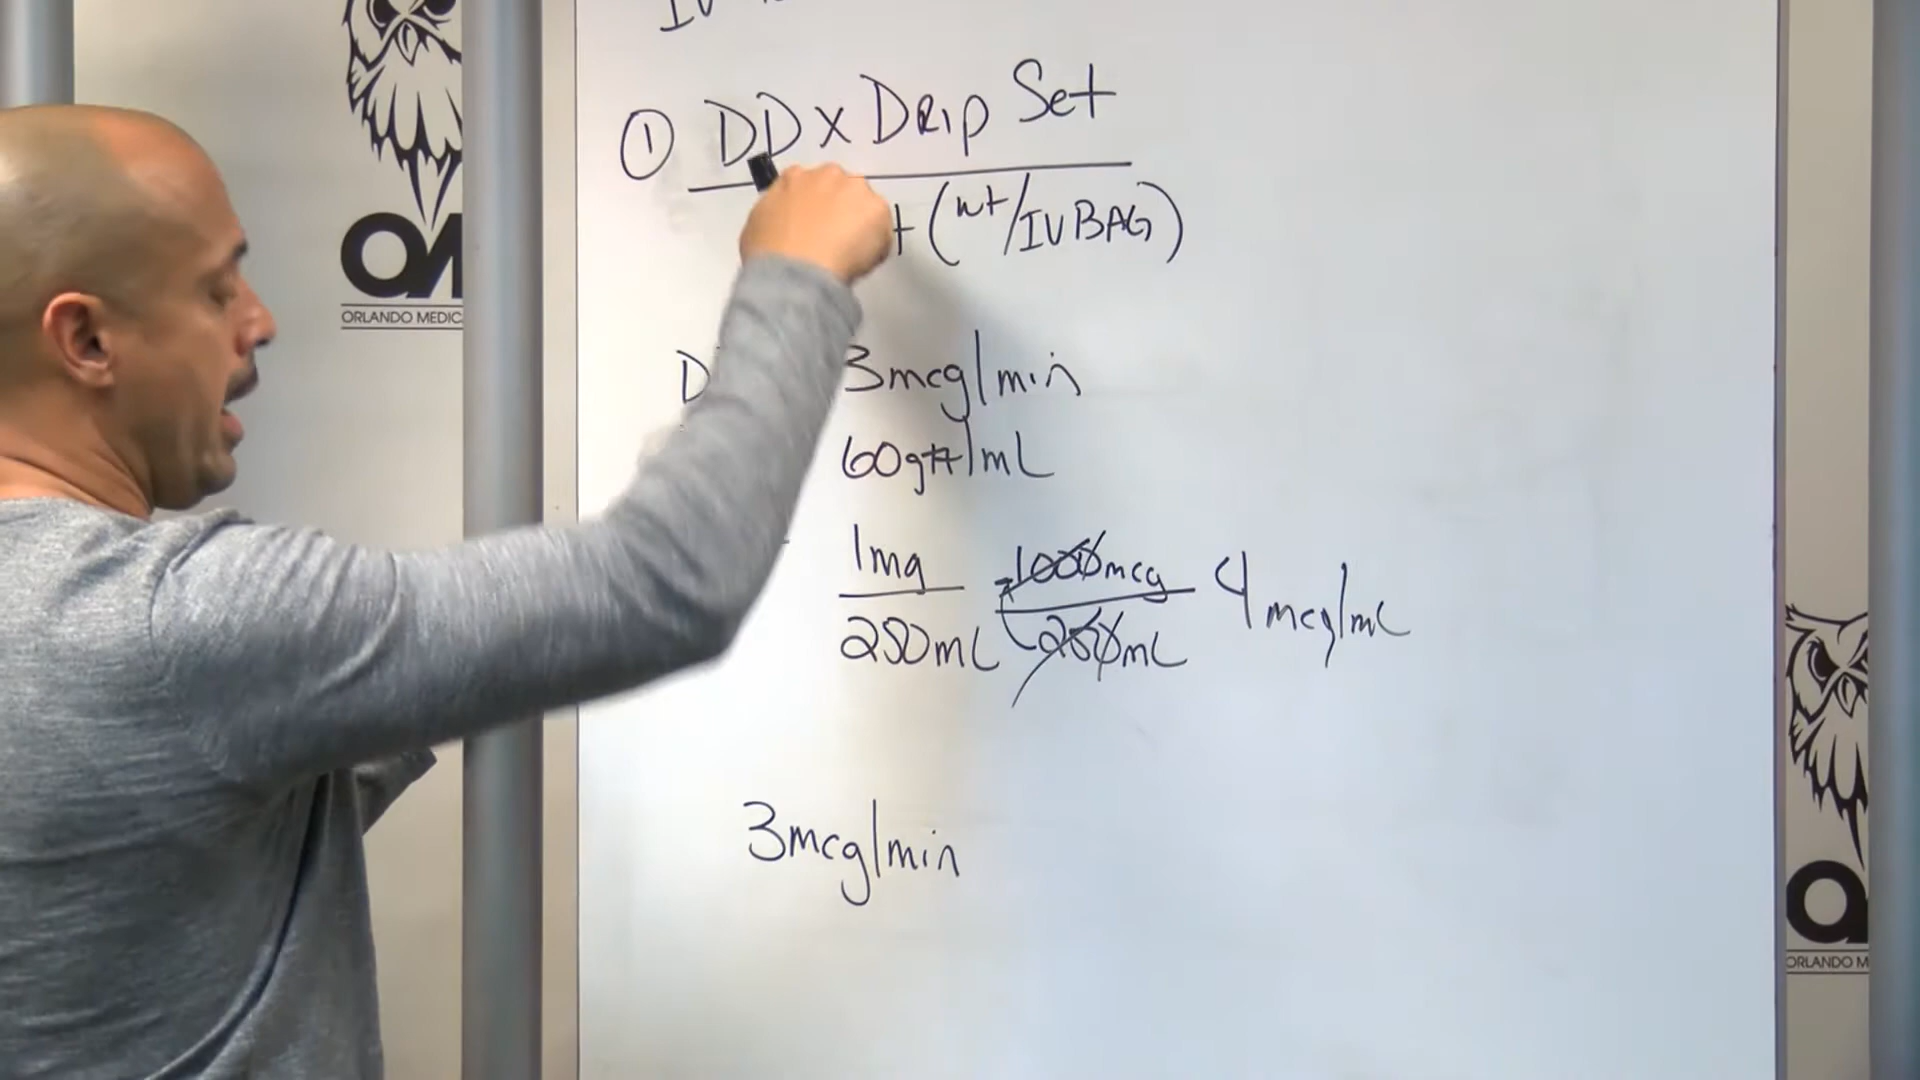 IV
① DD x DRip Set
(wt/IV BAG)
3mcg/min
60gtt/mL
1mg 1000mcg 4mcg/mL
250mL 250mL
3mcg/min
ORLANDO MEDIC
ORLANDO M